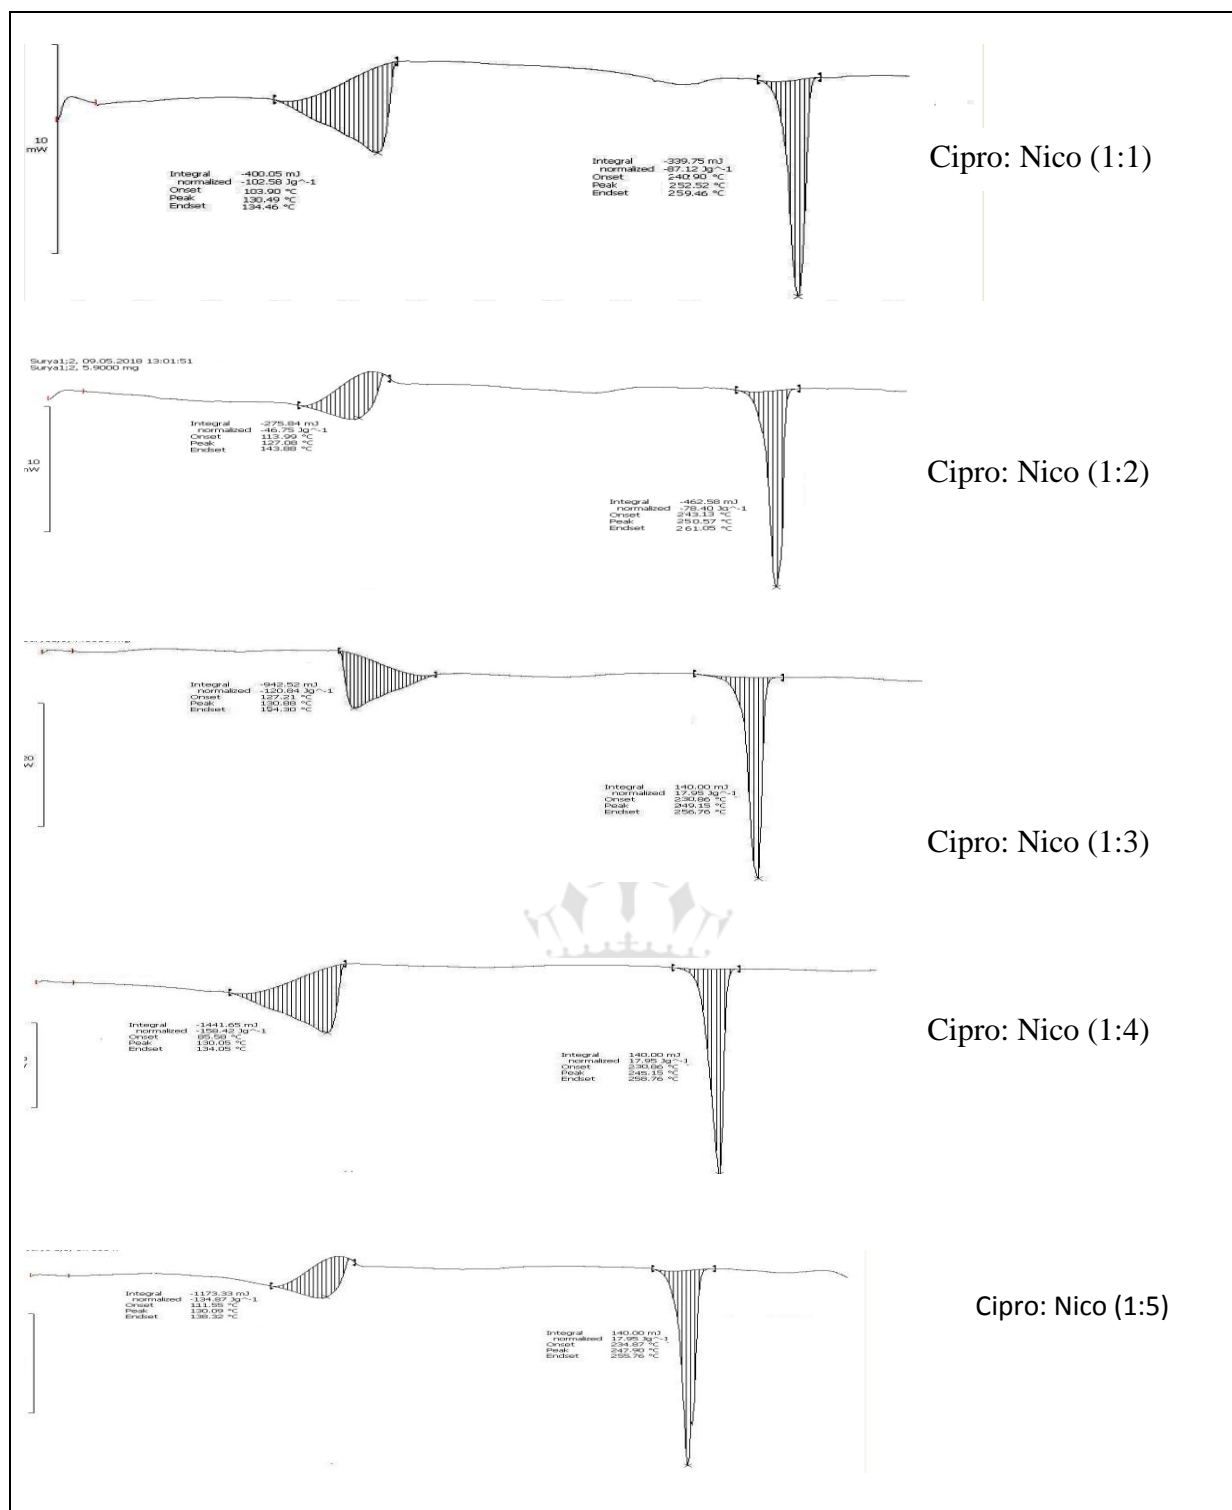 10
mW
Integral -400.05 mJ
normalized -102.58 Jg^-1
Onset 103.90 °C
Peak 130.49 °C
Endset 134.46 °C
Integral -339.75 mJ
normalized -87.12 Jg^-1
Onset 240.90 °C
Peak 252.52 °C
Endset 259.46 °C
Cipro: Nico (1:1)
Surya1;2, 09.05.2018 13:01:51
Surya1;2, 5.9000 mg
10
Integral -275.84 mJ
normalized -46.75 Jg^-1
Onset 113.99 °C
Peak 127.08 °C
Endset 143.88 °C
Integral -462.58 mJ
normalized -78.40 Jg^-1
Onset 243.13 °C
Peak 250.57 °C
Endset 261.05 °C
Cipro: Nico (1:2)
Integral -942.52 mJ
normalized -120.84 Jg^-1
Onset 127.21 °C
Peak 130.88 °C
Endset 154.30 °C
Integral 140.00 mJ
normalized 17.95 Jg^-1
Onset 230.86 °C
Peak 249.15 °C
Endset 256.76 °C
Cipro: Nico (1:3)
Integral -1441.65 mJ
normalized -158.42 Jg^-1
Onset 85.58 °C
Peak 130.05 °C
Endset 134.05 °C
Integral 140.00 mJ
normalized 17.95 Jg^-1
Onset 230.86 °C
Peak 245.15 °C
Endset 258.76 °C
Cipro: Nico (1:4)
Integral -1173.33 mJ
normalized -134.87 Jg^-1
Onset 111.55 °C
Peak 130.09 °C
Endset 138.32 °C
Integral 140.00 mJ
normalized 17.95 Jg^-1
Onset 234.87 °C
Peak 247.90 °C
Endset 255.76 °C
Cipro: Nico (1:5)